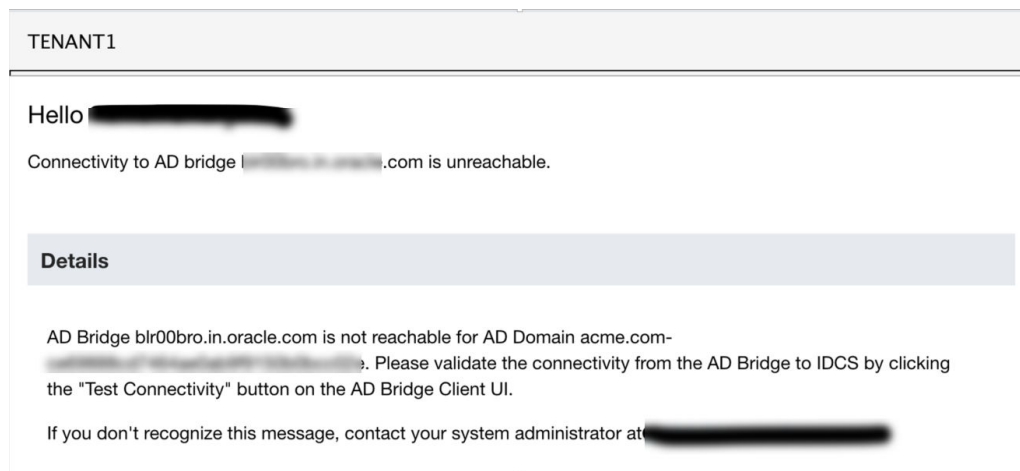 TENANT1
Hello
Connectivity to AD bridge .com is unreachable.
Details
AD Bridge blr00bro.in.oracle.com is not reachable for AD Domain acme.com-
. Please validate the connectivity from the AD Bridge to IDCS by clicking
the "Test Connectivity" button on the AD Bridge Client UI.
If you don't recognize this message, contact your system administrator at